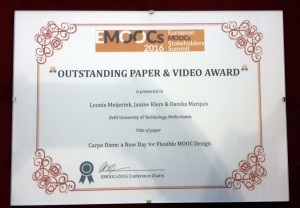 EMOOCs
2016
European
MOOCs
Stakeholders
Summit
"OUTSTANDING PAPER & VIDEO AWARD"
is presented to
Leonie Meijerink, Janine Kiers & Danika Marquis
Delft University of Technology Netherlands
Title of paper
Carpe Diem: a New Day for Flexible MOOC Design
EMOOCs2016 Conference Chairs